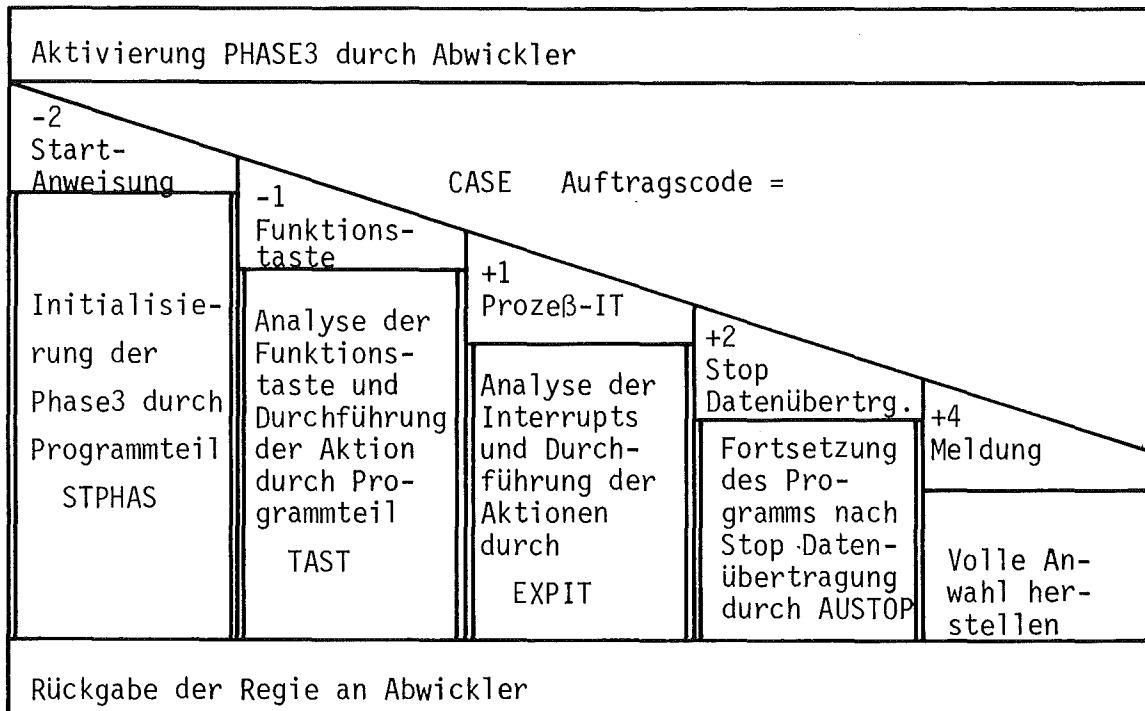 Aktivierung PHASE3 durch Abwickler
-2
Start-
Anweisung
CASE Auftragscode =
-1
Funktions-
taste
+1
Prozeß-IT
+2
Stop
Datenübertrg.
+4
Meldung
Initialisie-
rung der
Phase3 durch
Programmteil
STPHAS
Analyse der
Funktions-
taste und
Durchführung
der Aktion
durch Pro-
grammteil
TAST
Analyse der
Interrupts
und Durch-
führung der
Aktionen
durch
EXPIT
Fortsetzung
des Pro-
gramms nach
Stop Daten-
übertragung
durch AUSTOP
Volle An-
wahl her-
stellen
Rückgabe der Regie an Abwickler